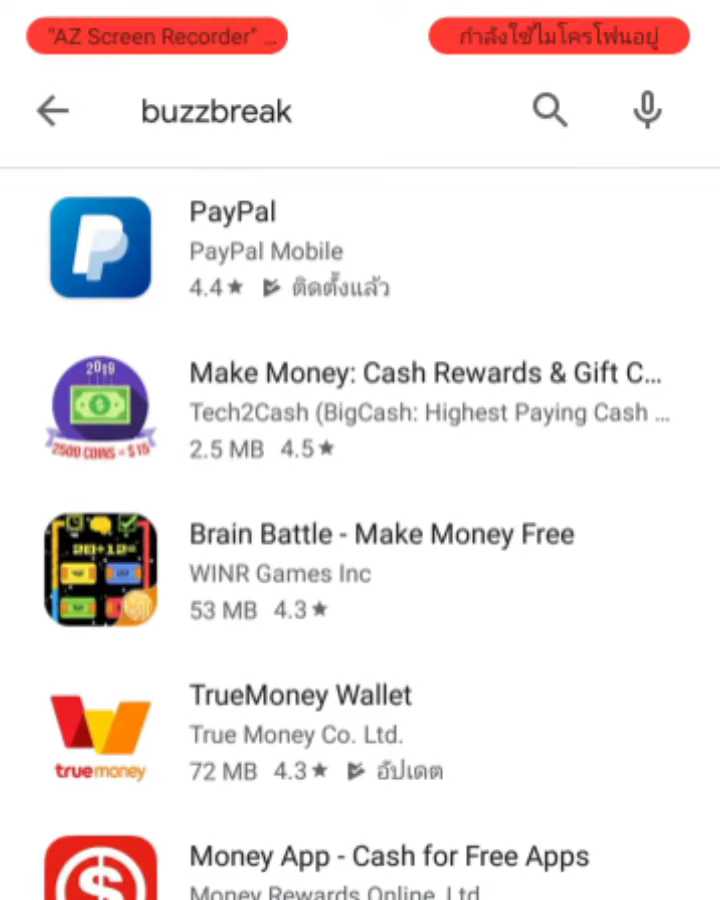 "AZ Screen Recorder" ...
กำลังใช้ไมโครโฟนอยู่
buzzbreak
PayPal
PayPal Mobile
4.4★ ติดตั้งแล้ว
2019
2500 COINS = $15
Make Money: Cash Rewards & Gift C...
Tech2Cash (BigCash: Highest Paying Cash ...
2.5 MB 4.5★
20+12=
Brain Battle - Make Money Free
WINR Games Inc
53 MB 4.3★
TrueMoney Wallet
True Money Co. Ltd.
truemoney
72 MB 4.3★ อัปเดต
Money App - Cash for Free Apps
Money Rewards Online, Ltd